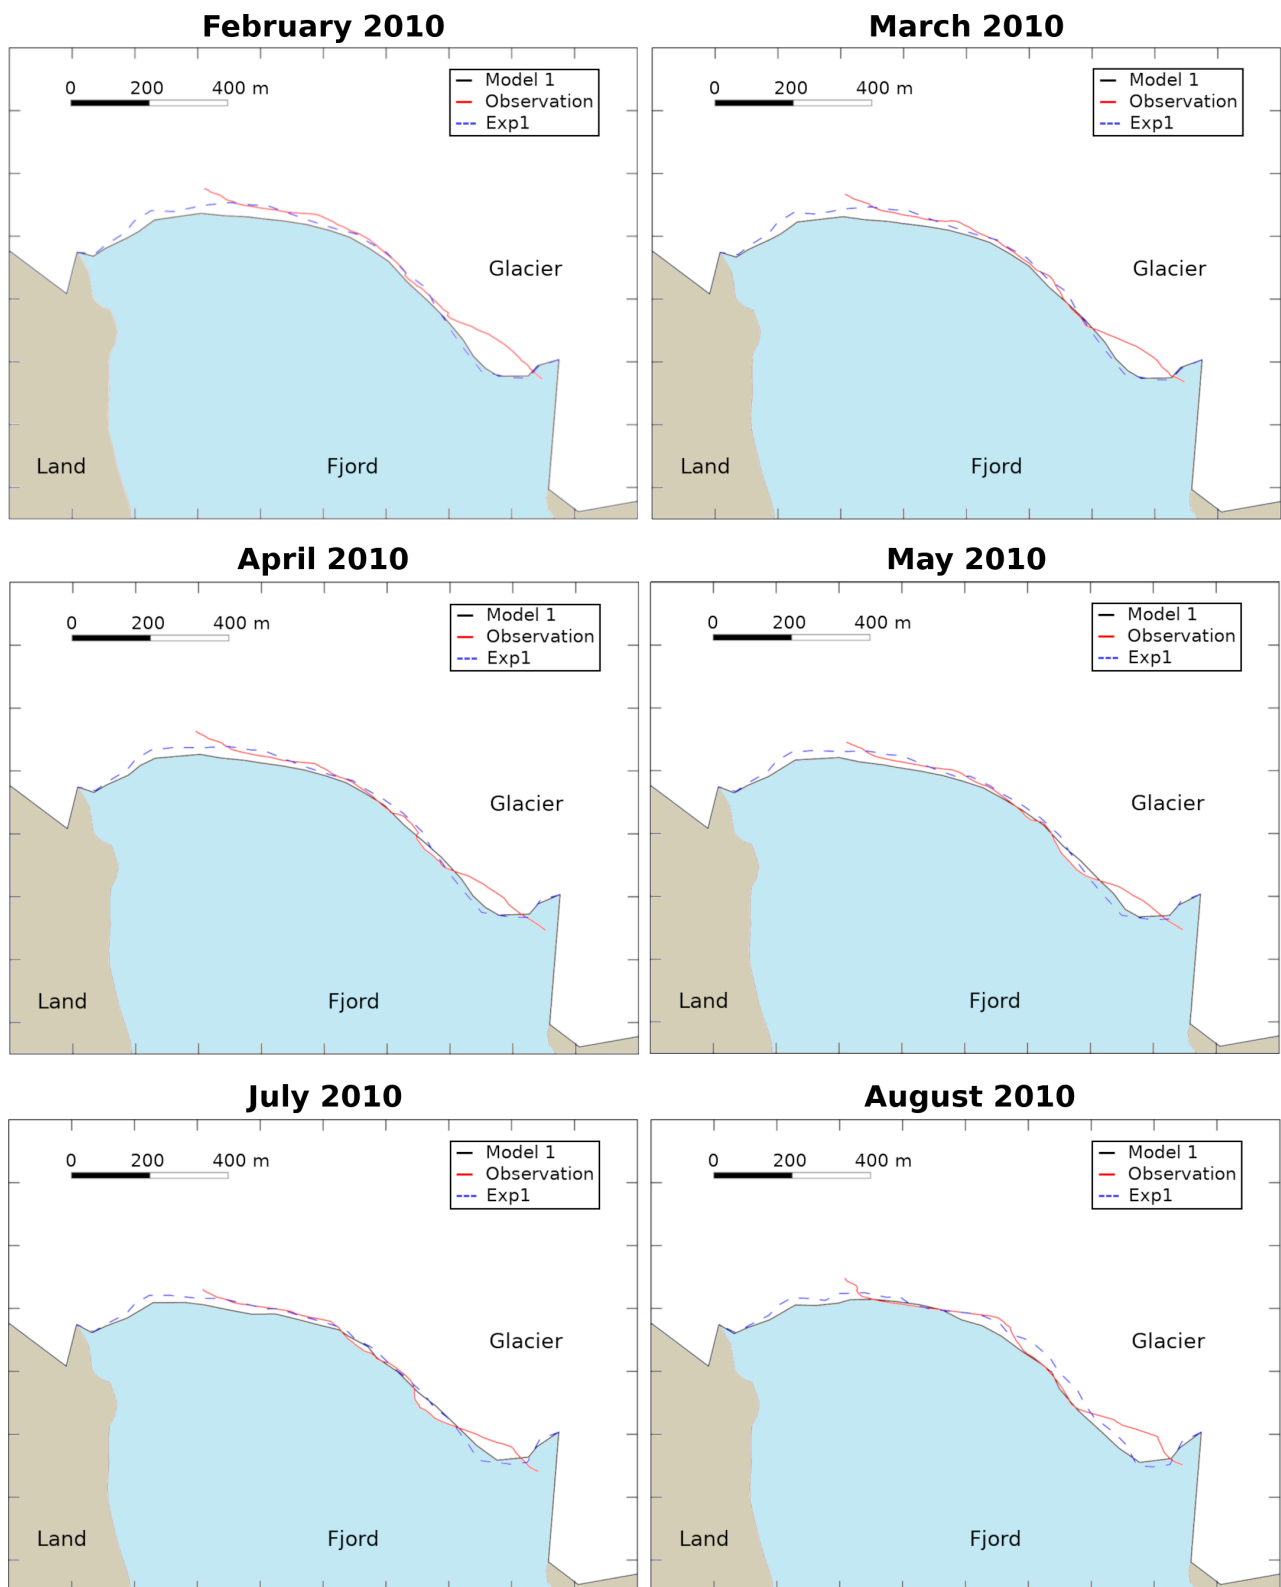 February 2010
0 200 400 m
Model 1
Observation
Exp1
Glacier
Land
Fjord
March 2010
0 200 400 m
Model 1
Observation
Exp1
Glacier
Land
Fjord
April 2010
0 200 400 m
Model 1
Observation
Exp1
Glacier
Land
Fjord
May 2010
0 200 400 m
Model 1
Observation
Exp1
Glacier
Land
Fjord
July 2010
0 200 400 m
Model 1
Observation
Exp1
Glacier
Land
Fjord
August 2010
0 200 400 m
Model 1
Observation
Exp1
Glacier
Land
Fjord